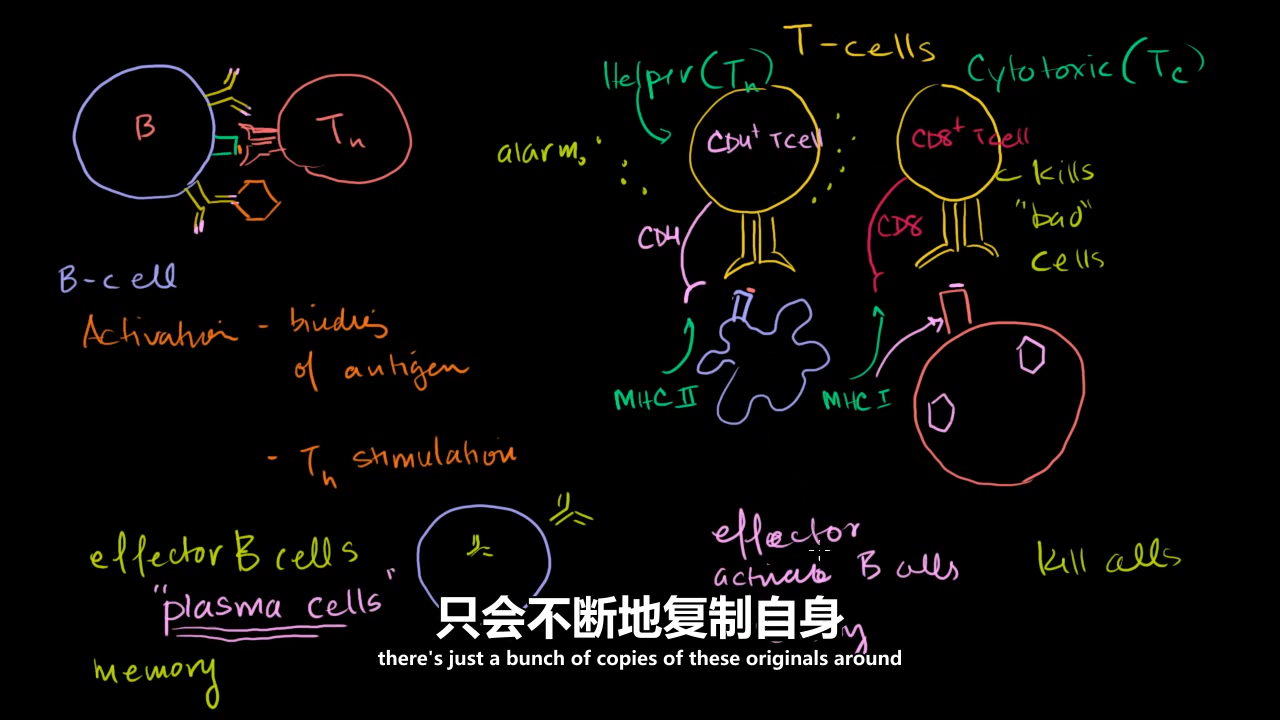 T-cells
Helper (Th)
Cytotoxic (Tc)
B
Th
alarm
CD4+ Tcell
CD8+ Tcell
kills
"bad"
cells
CD4
CD8
B-cell
Activation - binding
of antigen
MHC II
MHC I
- Th stimulation
effector B cells
"plasma cells"
memory
effector
activate B cells
kill cells
只会不断地复制自身
there's just a bunch of copies of these originals around